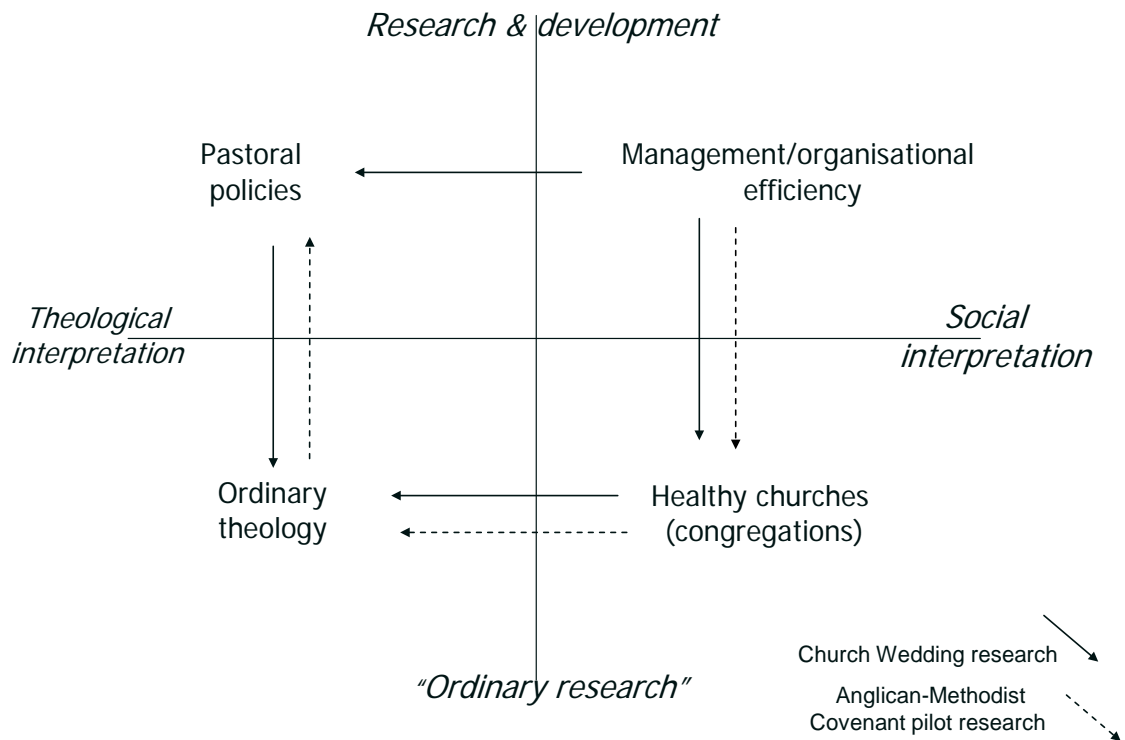 Research & development
Pastoral
policies
Management/organisational
efficiency
Theological
interpretation
Social
interpretation
Ordinary
theology
Healthy churches
(congregations)
“Ordinary research”
Church Wedding research
Anglican-Methodist
Covenant pilot research